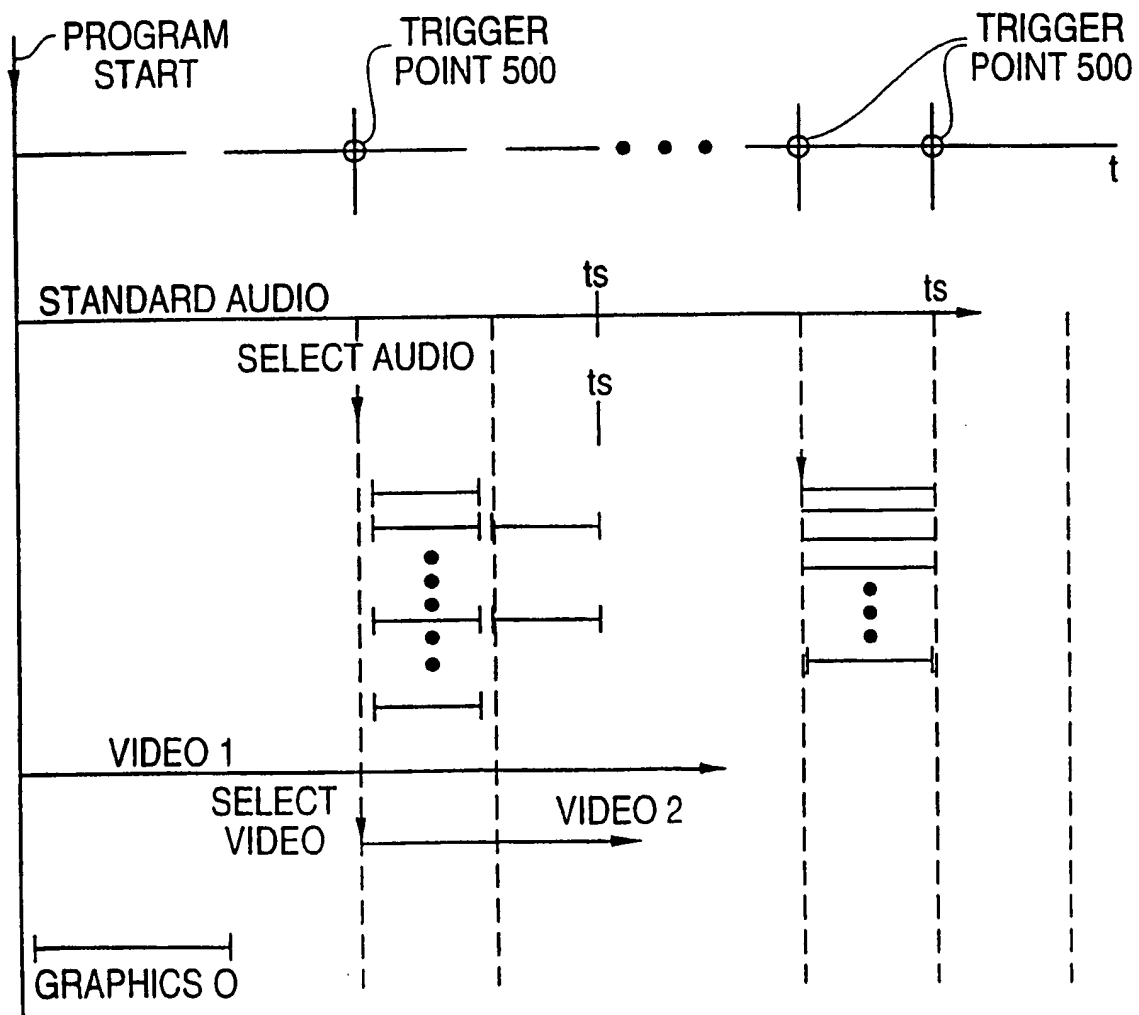 PROGRAM
START
TRIGGER
POINT 500
TRIGGER
POINT 500
t
STANDARD AUDIO
ts
ts
SELECT AUDIO
ts
VIDEO 1
SELECT
VIDEO
VIDEO 2
GRAPHICS O